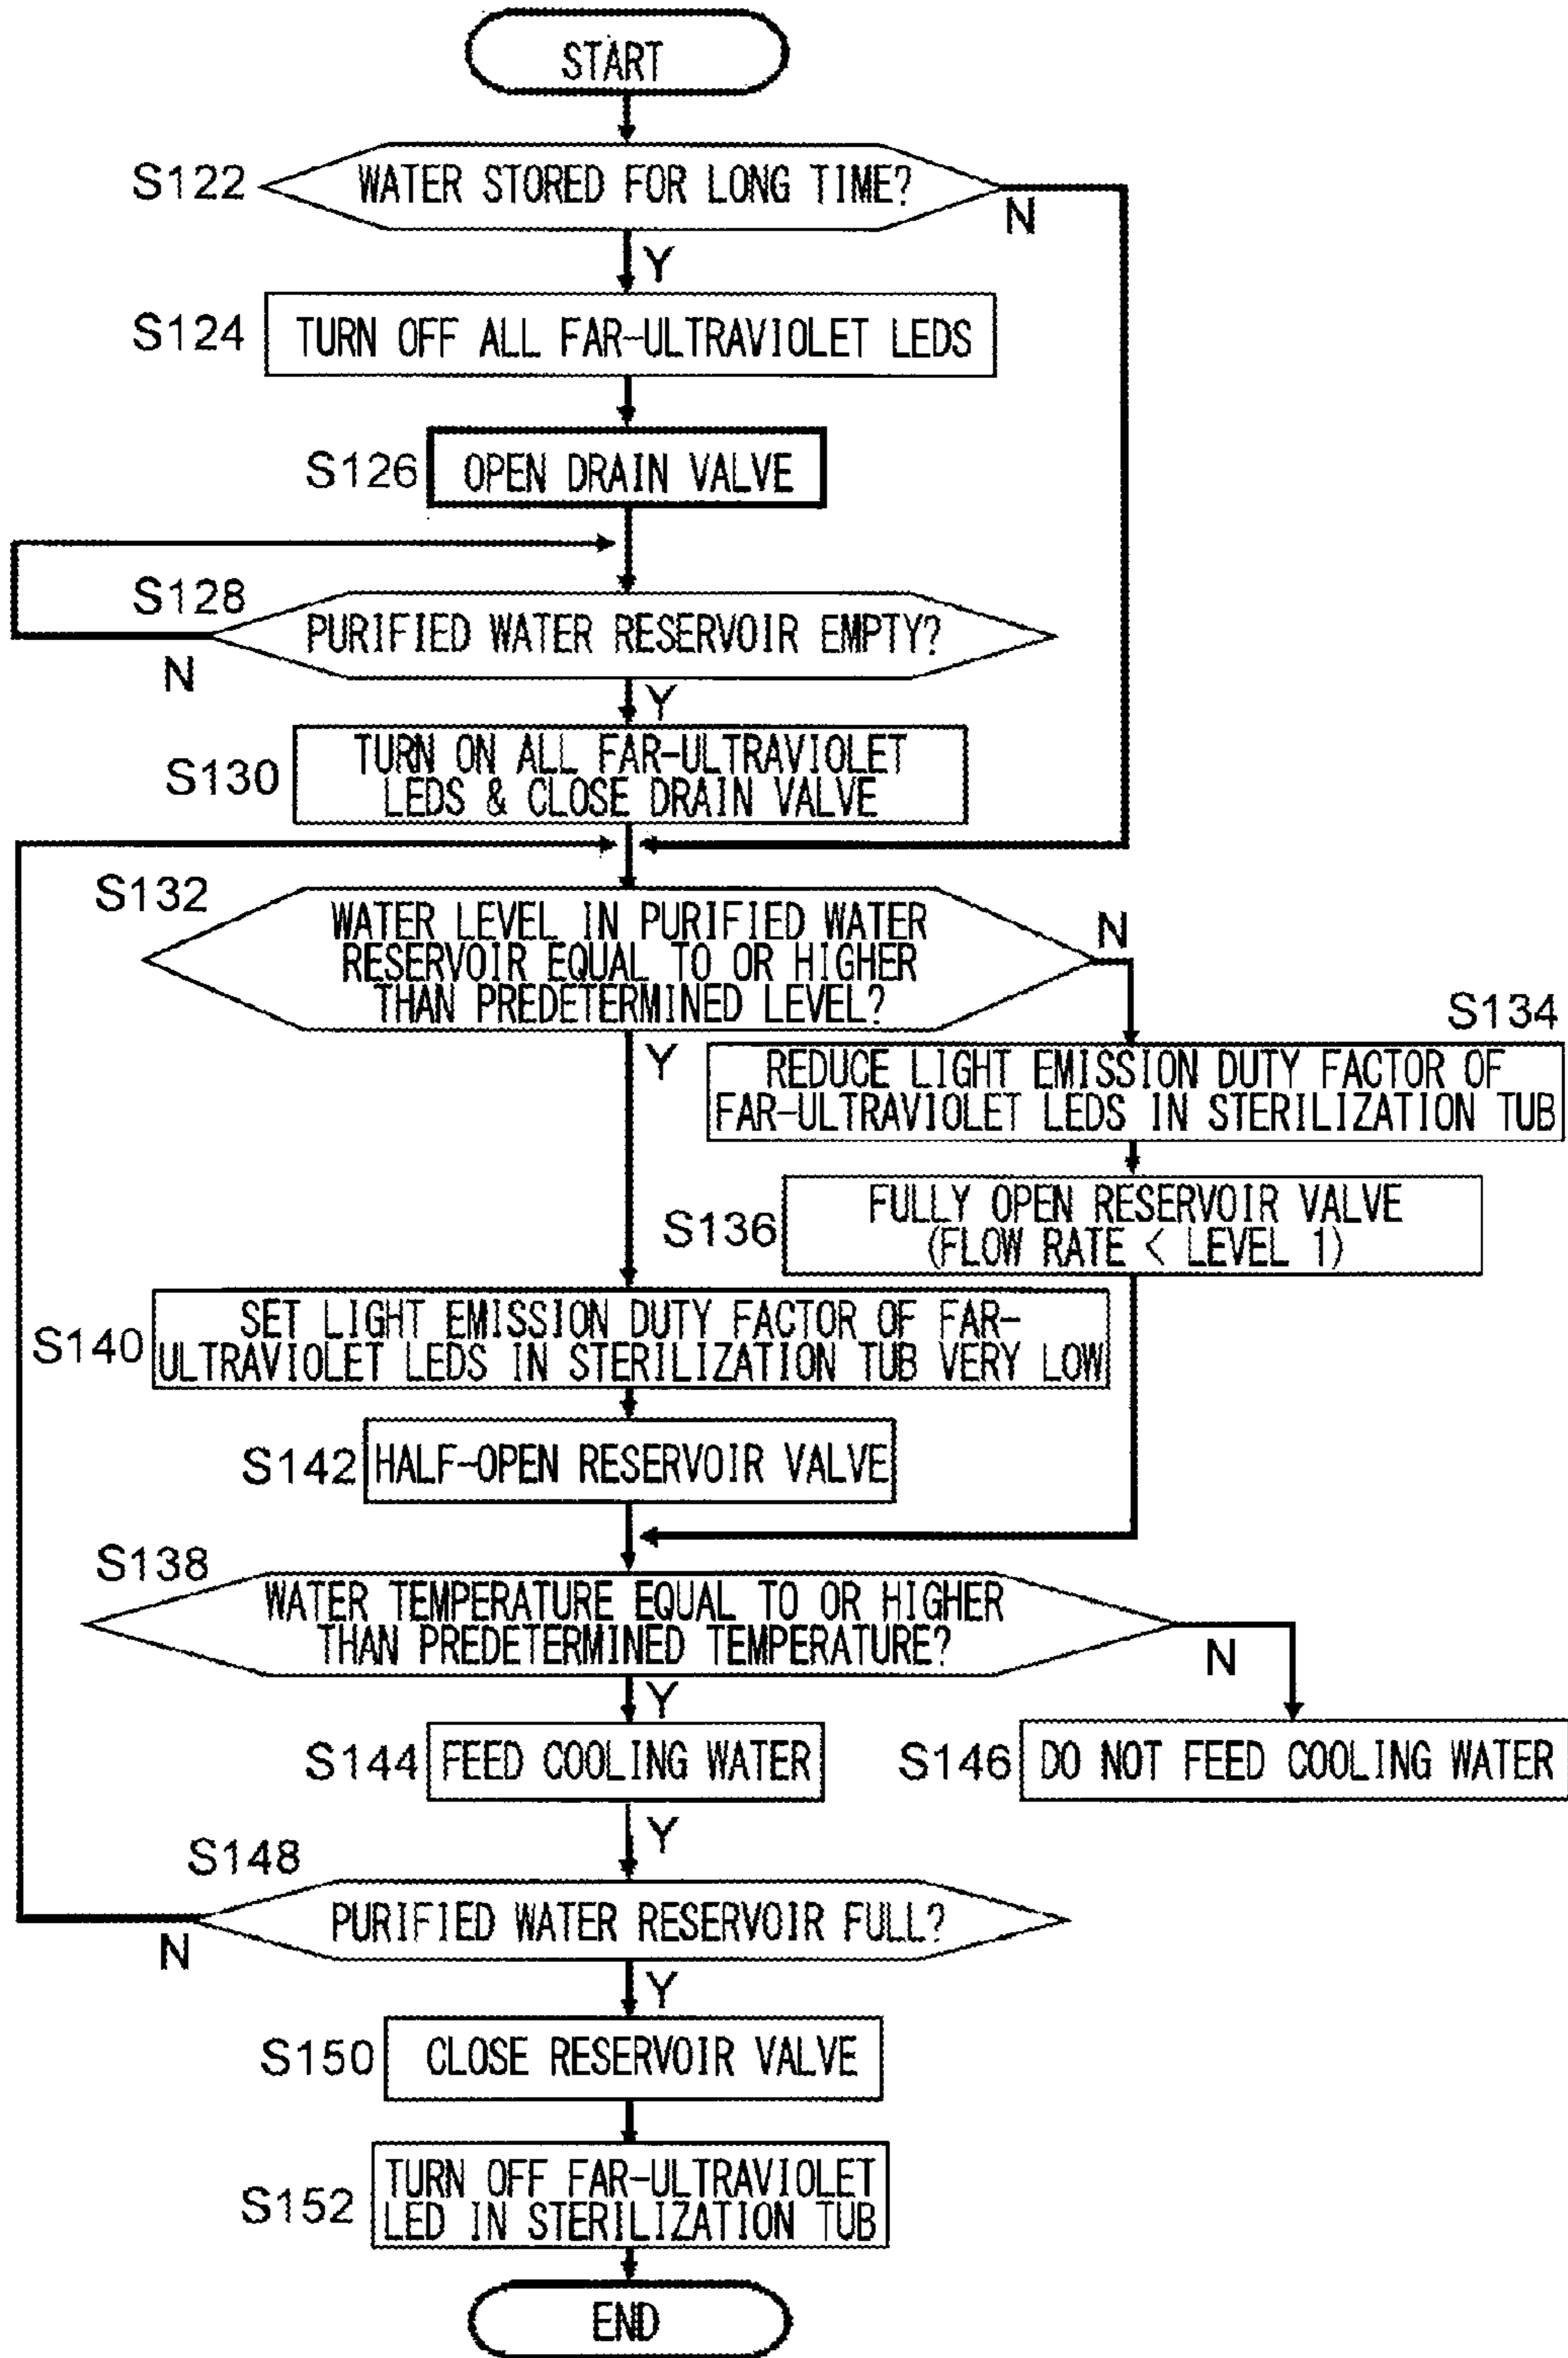 START
S122
WATER STORED FOR LONG TIME?
N
Y
S124
TURN OFF ALL FAR-ULTRAVIOLET LEDS
S126
OPEN DRAIN VALVE
S128
PURIFIED WATER RESERVOIR EMPTY?
N
Y
S130
TURN ON ALL FAR-ULTRAVIOLET
LEDS & CLOSE DRAIN VALVE
S132
WATER LEVEL IN PURIFIED WATER
RESERVOIR EQUAL TO OR HIGHER
THAN PREDETERMINED LEVEL?
N
Y
S134
REDUCE LIGHT EMISSION DUTY FACTOR OF
FAR-ULTRAVIOLET LEDS IN STERILIZATION TUB
S136
FULLY OPEN RESERVOIR VALVE
(FLOW RATE < LEVEL 1)
S140
SET LIGHT EMISSION DUTY FACTOR OF FAR-
ULTRAVIOLET LEDS IN STERILIZATION TUB VERY LOW
S142
HALF-OPEN RESERVOIR VALVE
S138
WATER TEMPERATURE EQUAL TO OR HIGHER
THAN PREDETERMINED TEMPERATURE?
N
Y
S144
FEED COOLING WATER
S146
DO NOT FEED COOLING WATER
Y
S148
PURIFIED WATER RESERVOIR FULL?
N
Y
S150
CLOSE RESERVOIR VALVE
S152
TURN OFF FAR-ULTRAVIOLET
LED IN STERILIZATION TUB
END